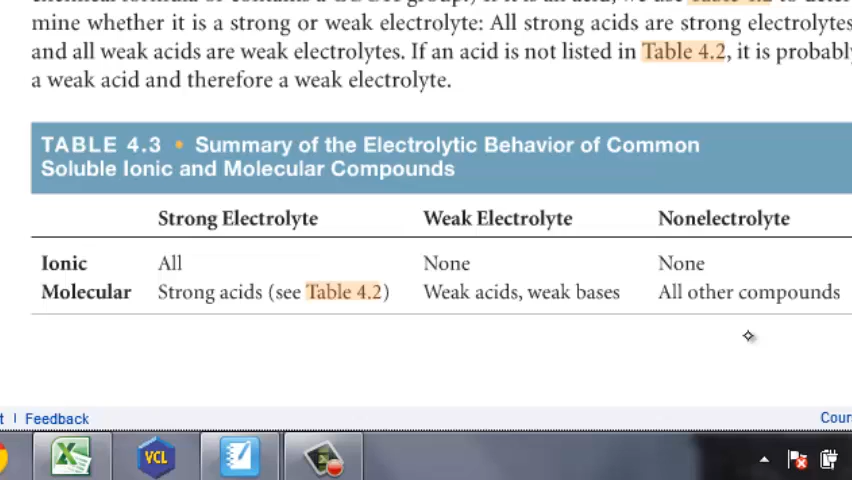 mine whether it is a strong or weak electrolyte: All strong acids are strong electrolytes
and all weak acids are weak electrolytes. If an acid is not listed in Table 4.2, it is probably
a weak acid and therefore a weak electrolyte.
TABLE 4.3 • Summary of the Electrolytic Behavior of Common
Soluble Ionic and Molecular Compounds
Strong Electrolyte Weak Electrolyte Nonelectrolyte
Ionic All None None
Molecular Strong acids (see Table 4.2) Weak acids, weak bases All other compounds
t | Feedback Cour
VCL